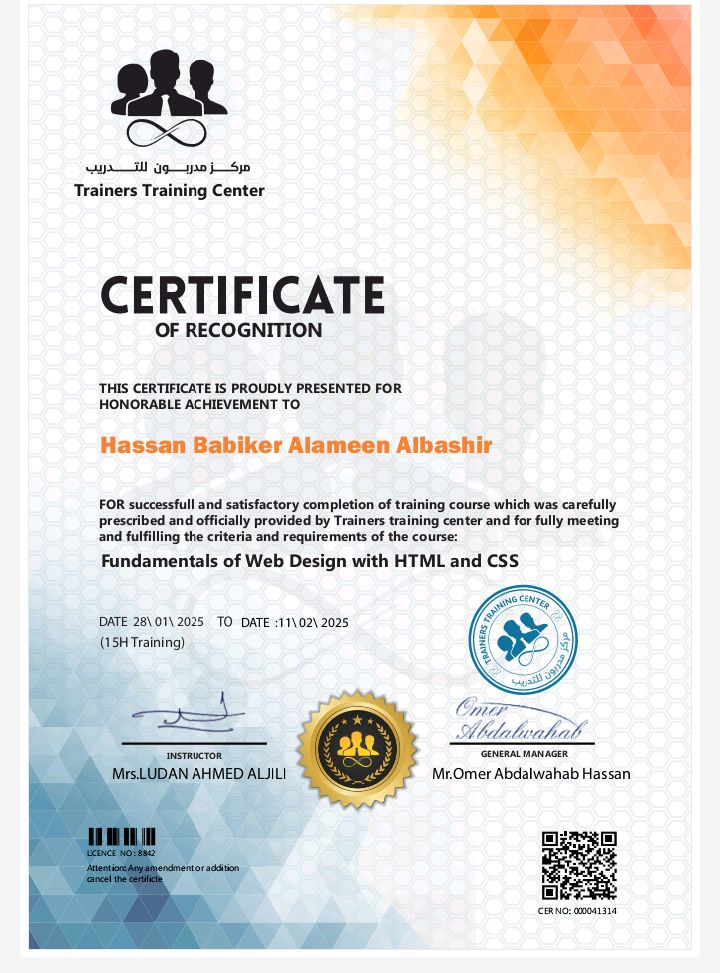 مركـــز مدربـــون للتـــــدريب
Trainers Training Center
CERTIFICATE
OF RECOGNITION
THIS CERTIFICATE IS PROUDLY PRESENTED FOR
HONORABLE ACHIEVEMENT TO
Hassan Babiker Alameen Albashir
FOR successfull and satisfactory completion of training course which was carefully
prescribed and officially provided by Trainers training center and for fully meeting
and fulfilling the criteria and requirements of the course:
Fundamentals of Web Design with HTML and CSS
DATE 28\ 01\ 2025 TO DATE :11\ 02\ 2025
(15H Training)
TRAINERS TRAINING CENTER
مركز مدربون للتدريب
Omer
Abdalwahab
INSTRUCTOR
GENERAL MANAGER
Mrs.LUDAN AHMED ALJILI
Mr.Omer Abdalwahab Hassan
LICENCE NO : 8842
Attention: Any amendment or addition
cancel the certificte
CER NO: 000041314